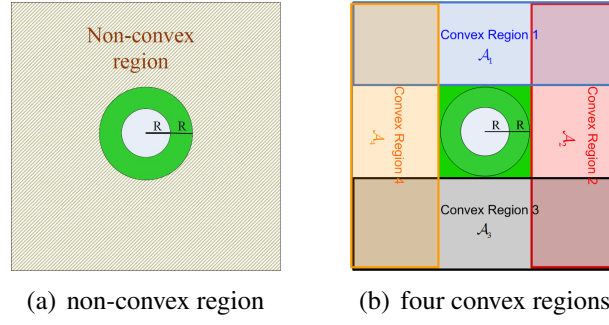 Non-convex
region
R R
(a) non-convex region
Convex Region 1
A₁
Convex Region 2
A₂
Convex Region 3
A₃
Convex Region 4
A₄
R R
(b) four convex regions